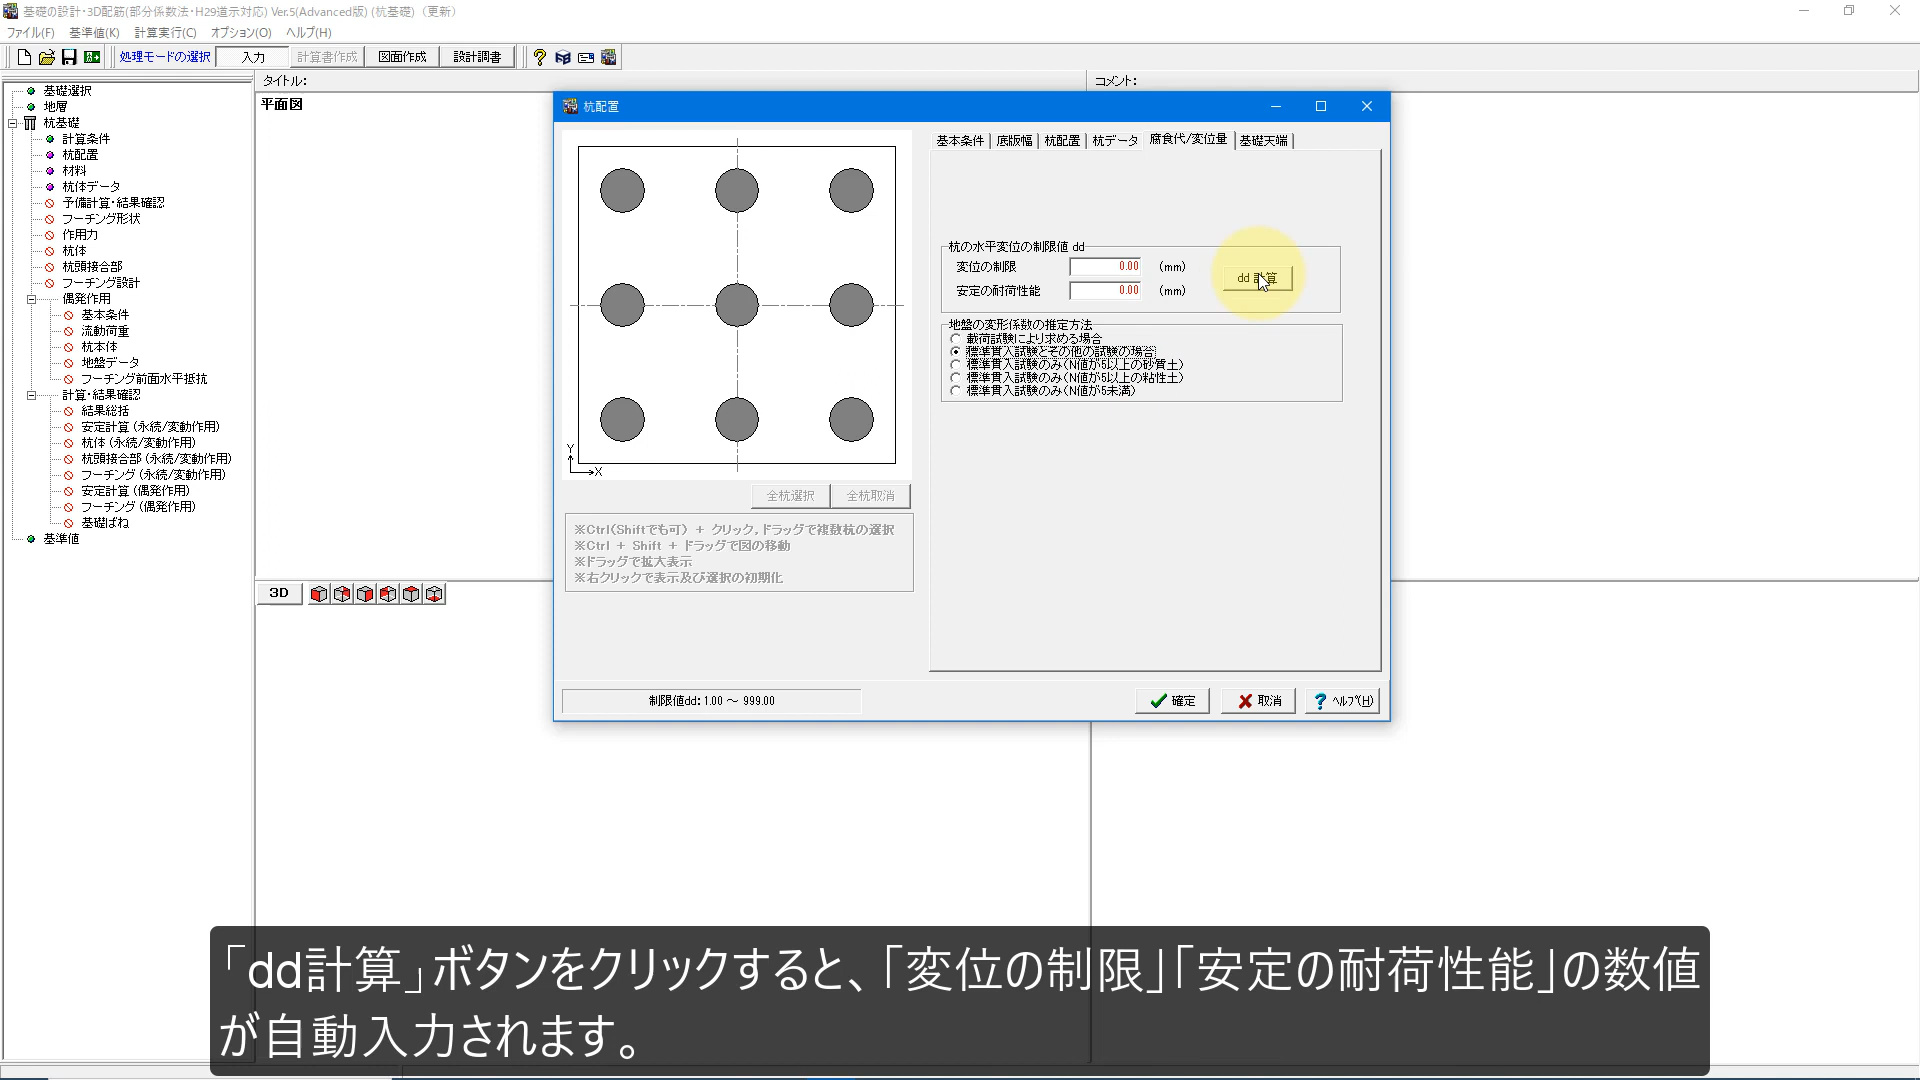 基礎の設計・3D配筋(部分係数法・H29道示対応) Ver.5(Advanced版) (杭基礎) (更新)
ファイル(F) 基準値(K) 計算実行(C) オプション(O) ヘルプ(H)
処理モードの選択 入力 計算書作成 図面作成 設計調書
タイトル:
コメント:
平面図
基礎選択
地層
杭基礎
計算条件
杭配置
材料
杭体データ
予備計算・結果確認
フーチング形状
作用力
杭体
杭頭接合部
フーチング設計
偶発作用
基本条件
流動荷重
杭本体
地盤データ
フーチング前面水平抵抗
計算・結果確認
結果総括
安定計算 (永続/変動作用)
杭体 (永続/変動作用)
杭頭接合部 (永続/変動作用)
フーチング (永続/変動作用)
安定計算 (偶発作用)
フーチング (偶発作用)
基礎ばね
基準値
3D
杭配置
Y
X
全杭選択 全杭取消
※Ctrl(Shiftでも可) + クリック,ドラッグで複数杭の選択
※Ctrl + Shift + ドラッグで図の移動
※ドラッグで拡大表示
※右クリックで表示及び選択の初期化
基本条件 底版幅 杭配置 杭データ 腐食代/変位量 基礎天端
杭の水平変位の制限値 dd
変位の制限 0.00 (mm)
安定の耐荷性能 0.00 (mm)
dd 計算
地盤の変形係数の推定方法
載荷試験により求める場合
標準貫入試験とその他の試験の場合
標準貫入試験のみ(N値が5以上の砂質土)
標準貫入試験のみ(N値が5以上の粘性土)
標準貫入試験のみ(N値が5未満)
制限値dd: 1.00 ～ 999.00
確定 取消 ヘルプ(H)
「dd計算」ボタンをクリックすると、「変位の制限」「安定の耐荷性能」の数値
が自動入力されます。